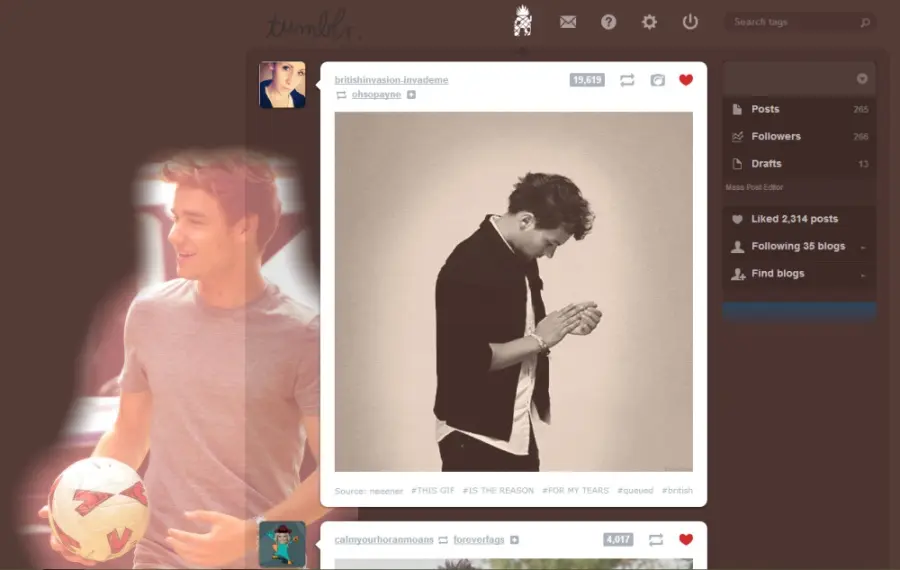 tumblr.
Search tags
britishinvasion-invademe
19,619
ohsopayne
Posts 265
Followers 266
Drafts 13
Mass Post Editor
Liked 2,314 posts
Following 35 blogs
Find blogs
#THIS GIF #IS THE REASON #FOR MY TEARS #queued #british
Source:
calmyourhoranmoans foreverfags 4,017